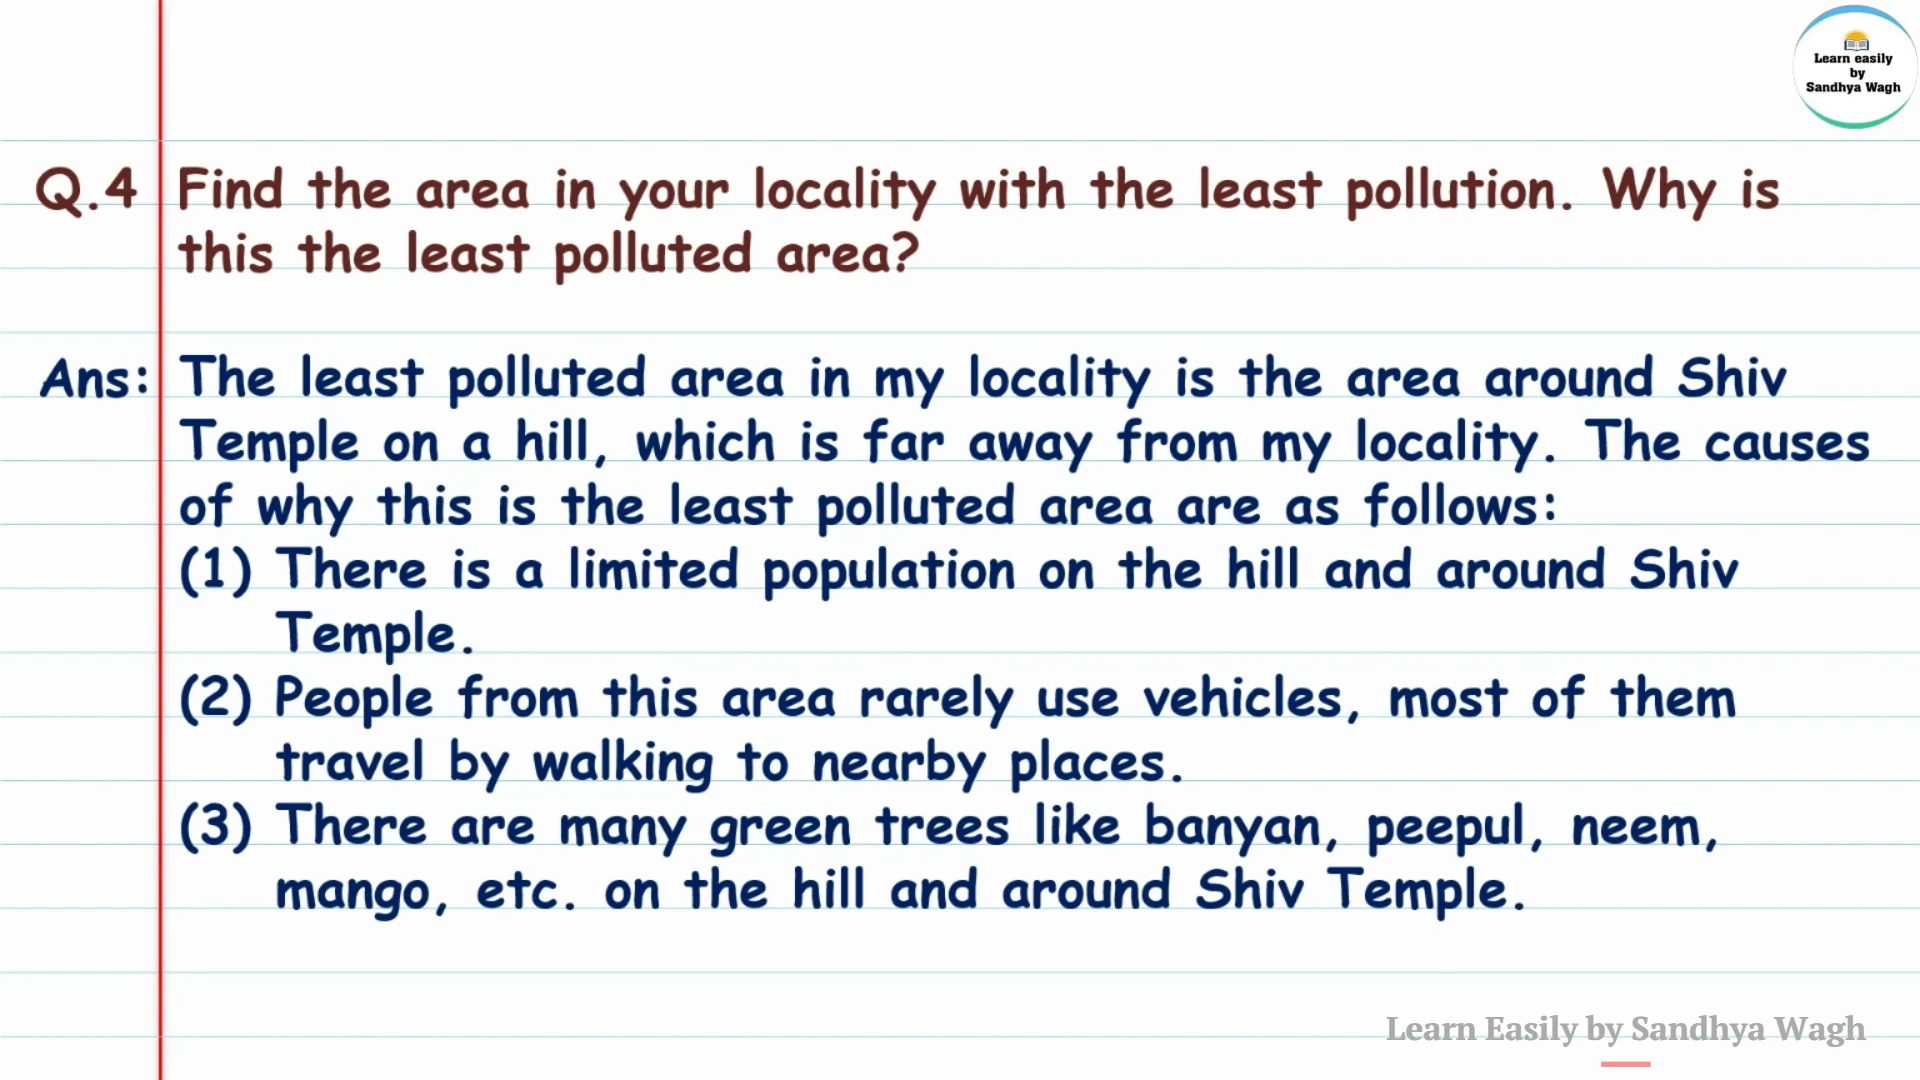 Learn easily
by
Sandhya Wagh
Q.4 Find the area in your locality with the least pollution. Why is
this the least polluted area?
Ans: The least polluted area in my locality is the area around Shiv
Temple on a hill, which is far away from my locality. The causes
of why this is the least polluted area are as follows:
(1) There is a limited population on the hill and around Shiv
Temple.
(2) People from this area rarely use vehicles, most of them
travel by walking to nearby places.
(3) There are many green trees like banyan, peepul, neem,
mango, etc. on the hill and around Shiv Temple.
Learn Easily by Sandhya Wagh